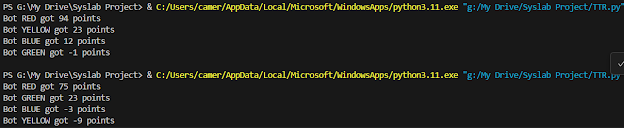 PS G:\My Drive\Syslab Project> & C:/Users/camer/AppData/Local/Microsoft/WindowsApps/python3.11.exe "g:/My Drive/Syslab Project/TTR.py"
Bot RED got 94 points
Bot YELLOW got 23 points
Bot BLUE got 12 points
Bot GREEN got -1 points
PS G:\My Drive\Syslab Project> & C:/Users/camer/AppData/Local/Microsoft/WindowsApps/python3.11.exe "g:/My Drive/Syslab Project/TTR.py
Bot RED got 75 points
Bot GREEN got 23 points
Bot BLUE got -3 points
Bot YELLOW got -9 points